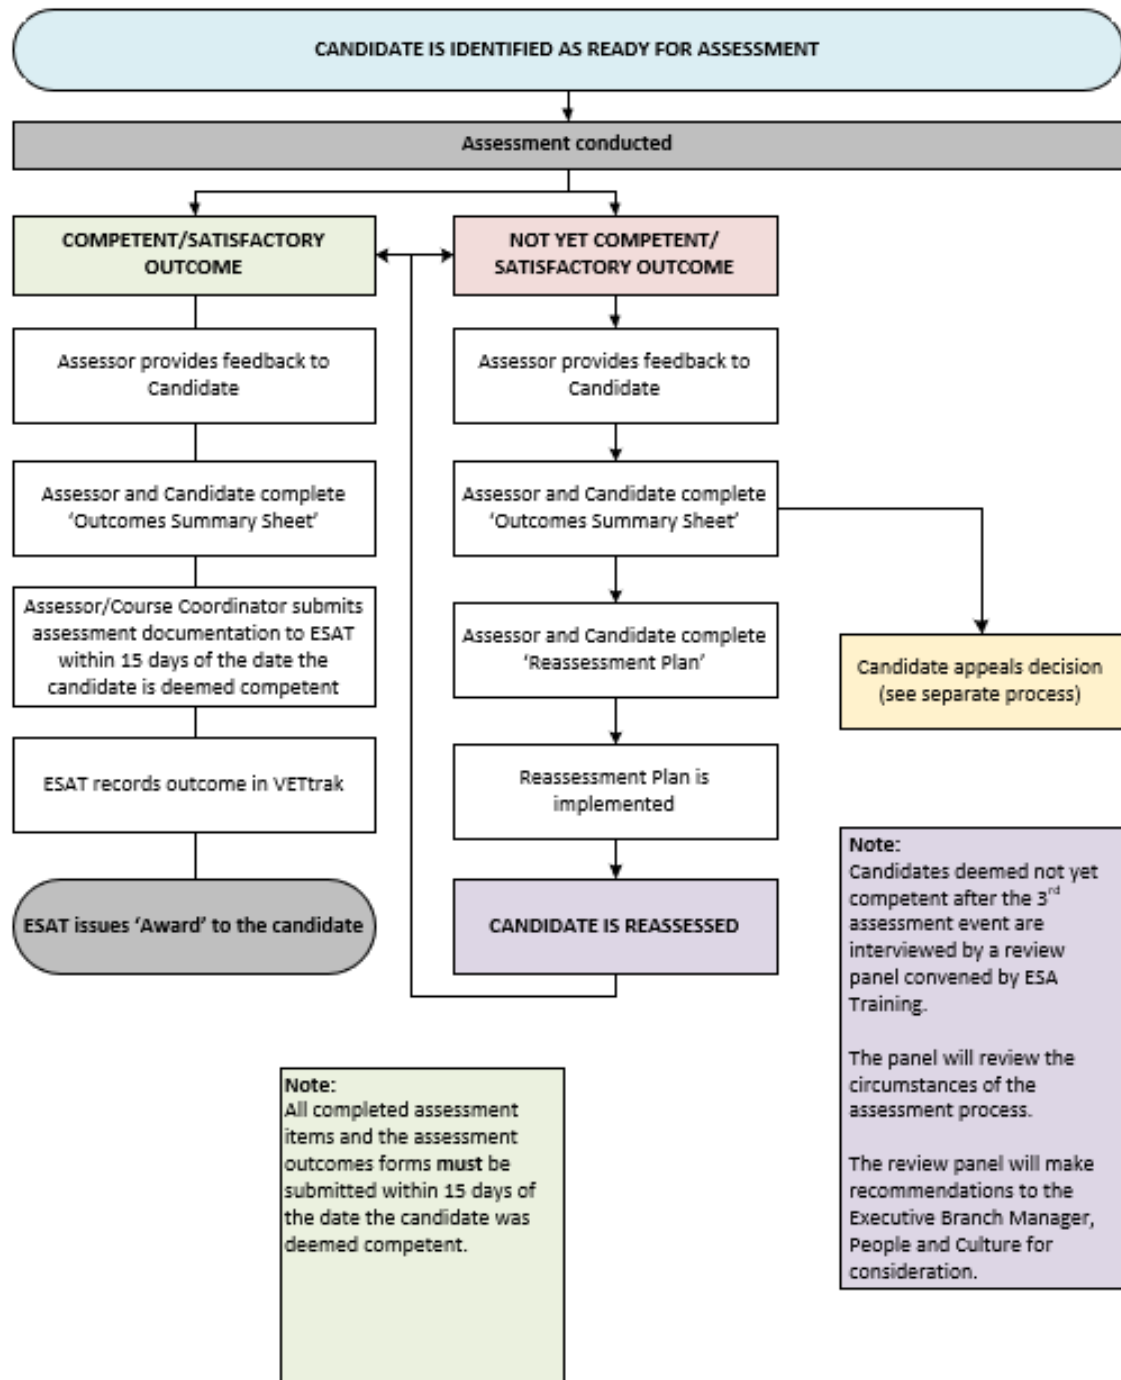 CANDIDATE IS IDENTIFIED AS READY FOR ASSESSMENT
Assessment conducted
COMPETENT/SATISFACTORY
OUTCOME
Assessor provides feedback to
Candidate
Assessor and Candidate complete
‘Outcomes Summary Sheet’
Assessor/Course Coordinator submits
assessment documentation to ESAT
within 15 days of the date the
candidate is deemed competent
ESAT records outcome in VETtrak
ESAT issues ‘Award’ to the candidate
NOT YET COMPETENT/
SATISFACTORY OUTCOME
Assessor provides feedback to
Candidate
Assessor and Candidate complete
‘Outcomes Summary Sheet’
Assessor and Candidate complete
‘Reassessment Plan’
Reassessment Plan is
implemented
CANDIDATE IS REASSESSED
Candidate appeals decision
(see separate process)
Note:
Candidates deemed not yet
competent after the 3rd
assessment event are
interviewed by a review
panel convened by ESA
Training.
The panel will review the
circumstances of the
assessment process.
The review panel will make
recommendations to the
Executive Branch Manager,
People and Culture for
consideration.
Note:
All completed assessment
items and the assessment
outcomes forms must be
submitted within 15 days of
the date the candidate was
deemed competent.